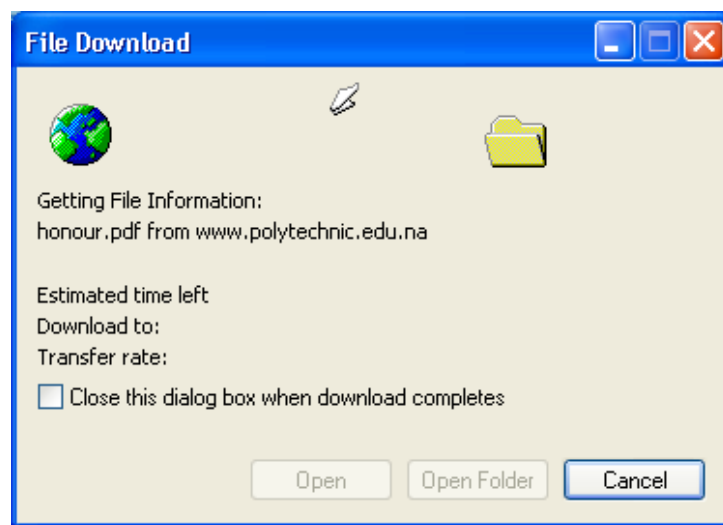 File Download
Getting File Information:
honour.pdf from www.polytechnic.edu.na
Estimated time left
Download to:
Transfer rate:
Close this dialog box when download completes
Open Open Folder Cancel